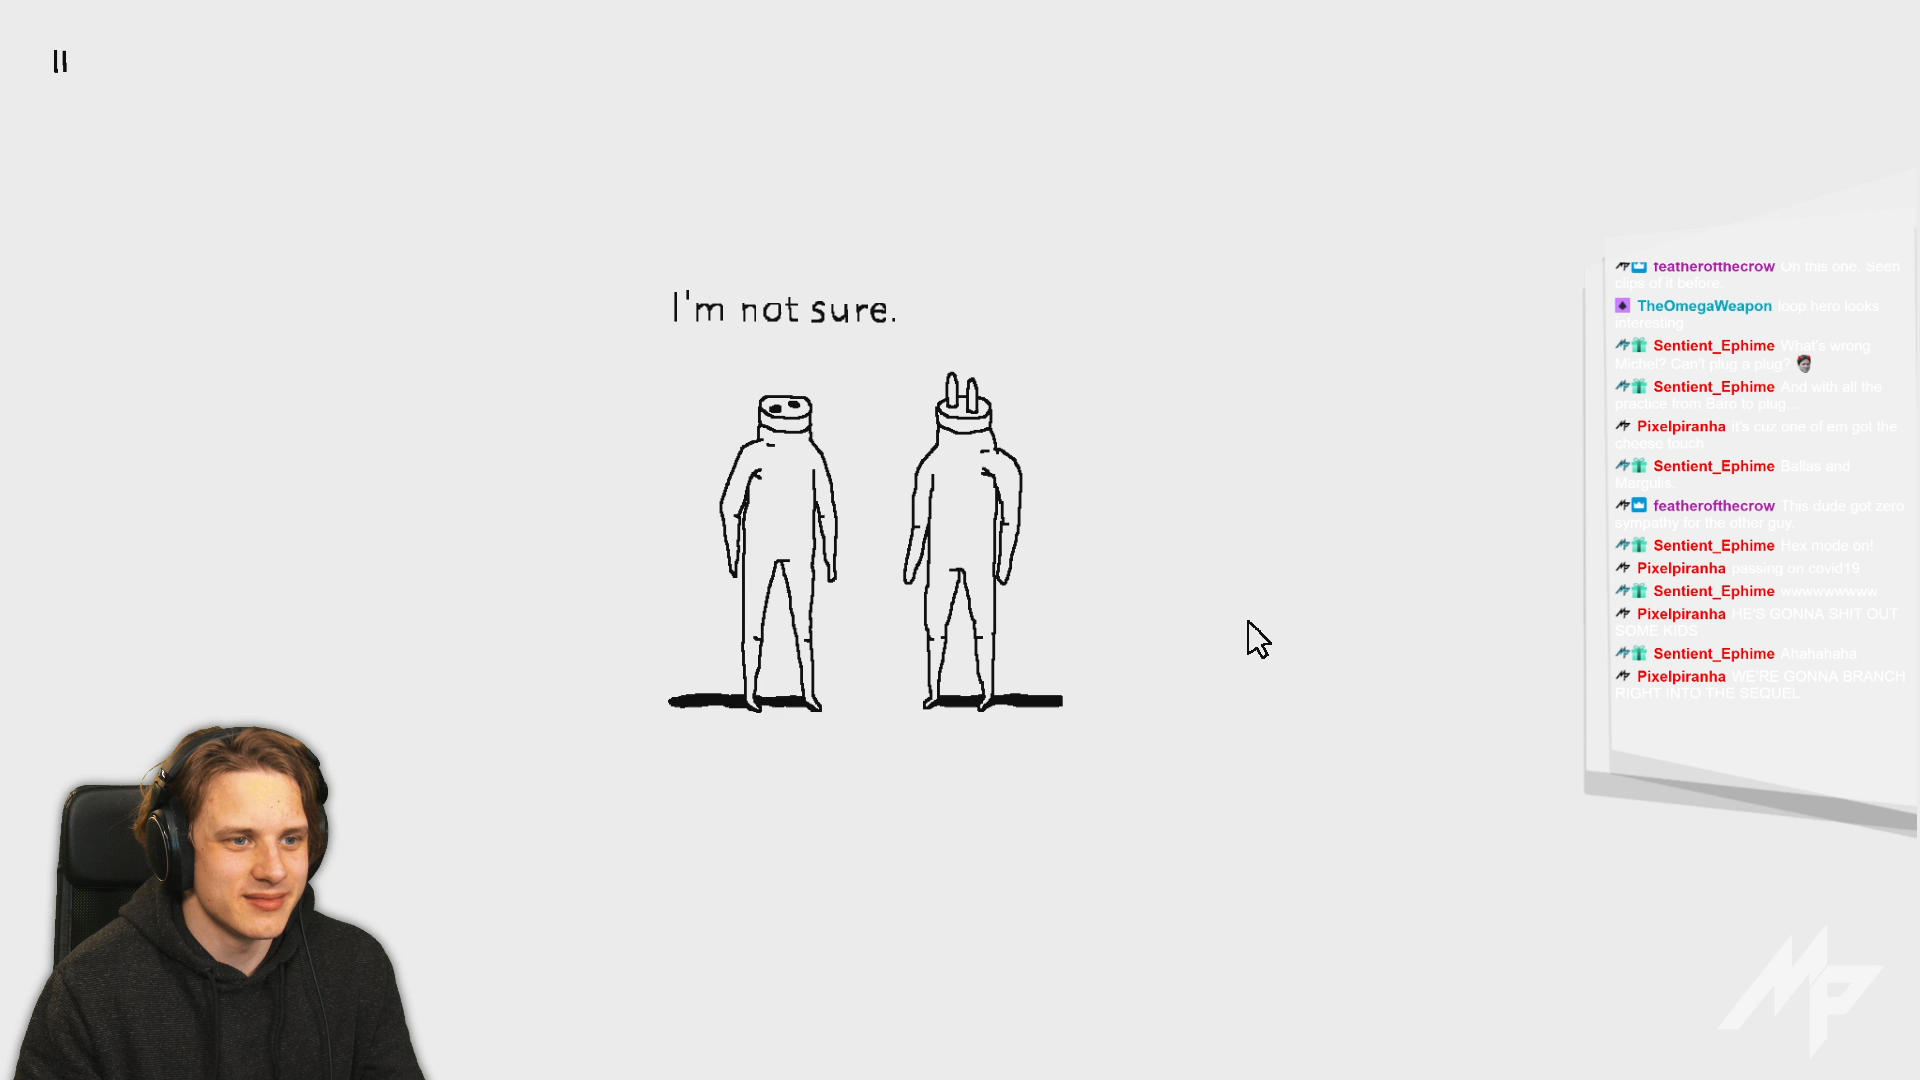 I'm not sure.
featherofthecrow Oh this one. Seen
clips of it before.
TheOmegaWeapon loop hero looks
interesting
Sentient_Ephime What's wrong
Michel? Can't plug a plug?
Sentient_Ephime And with all the
practice from Baro to plug...
Pixelpiranha it's cuz one of em got the
cheese touch
Sentient_Ephime Ballas and
Margulis.
featherofthecrow This dude got zero
sympathy for the other guy.
Sentient_Ephime Hex mode on!
Pixelpiranha passing on covid19
Sentient_Ephime wwwwwwwww
Pixelpiranha HE'S GONNA SHIT OUT
SOME KIDS
Sentient_Ephime Ahahahaha
Pixelpiranha WE'RE GONNA BRANCH
RIGHT INTO THE SEQUEL
MP